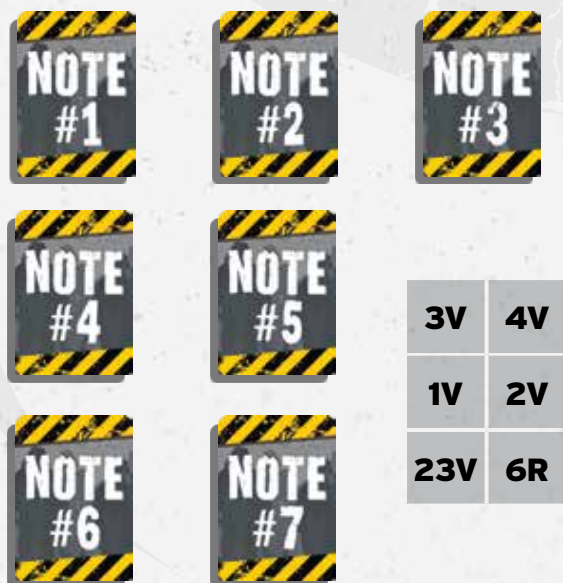 NOTE
#1
NOTE
#2
NOTE
#3
NOTE
#4
NOTE
#5
3V 4V
1V 2V
23V 6R
NOTE
#6
NOTE
#7